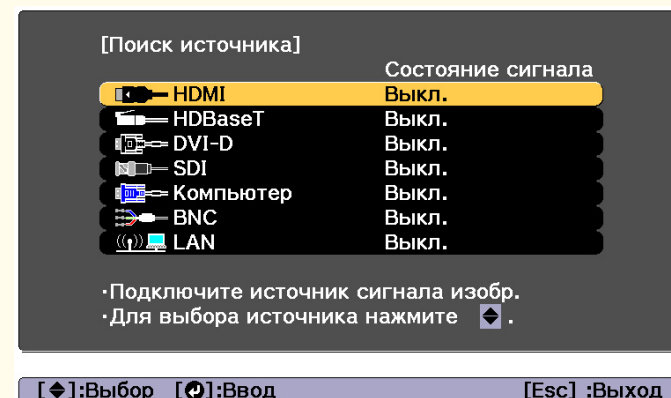 [Поиск источника]
Состояние сигнала
HDMI Выкл.
HDBaseT Выкл.
DVI-D Выкл.
SDI Выкл.
Компьютер Выкл.
BNC Выкл.
LAN Выкл.
·Подключите источник сигнала изобр.
·Для выбора источника нажмите .
[]:Выбор []:Ввод [Esc] :Выход